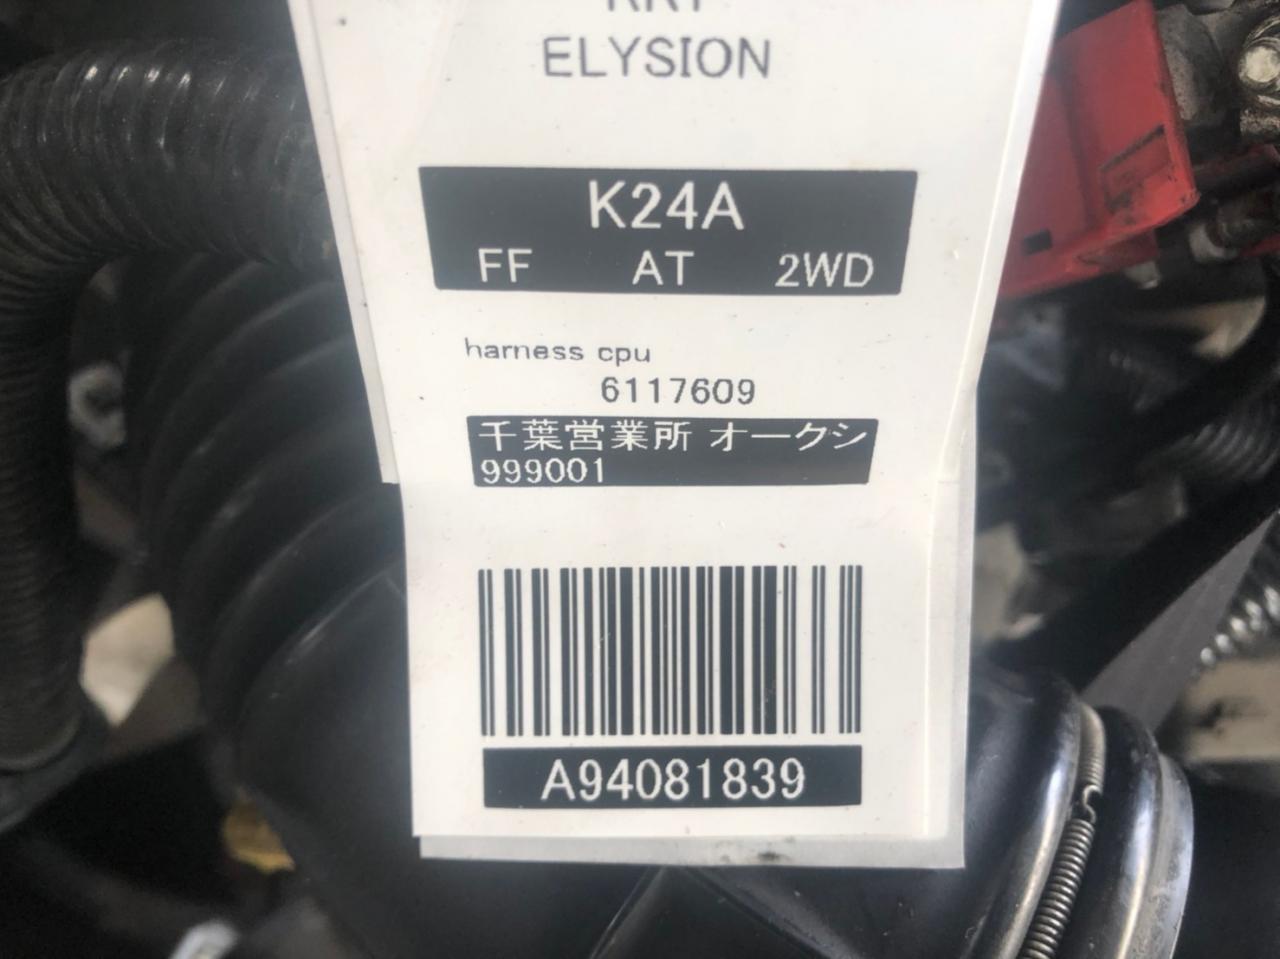 ELYSION
K24A
FF AT 2WD
harness cpu
6117609
千葉営業所 オークシ
999001
A94081839